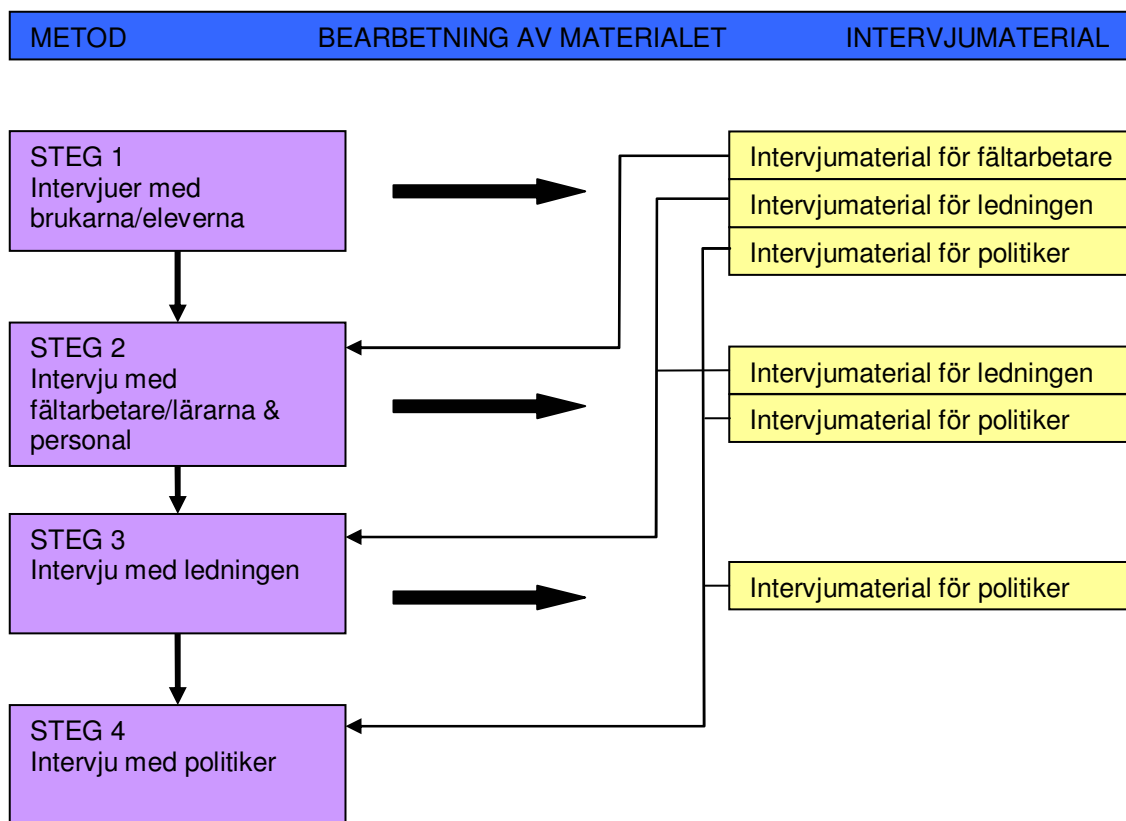 METOD BEARBETNING AV MATERIALET INTERVJUMATERIAL
STEG 1
Intervjuer med
brukarna/eleverna
Intervjumaterial för fältarbetare
Intervjumaterial för ledningen
Intervjumaterial för politiker
STEG 2
Intervju med
fältarbetare/lärarna &
personal
Intervjumaterial för ledningen
Intervjumaterial för politiker
STEG 3
Intervju med ledningen
Intervjumaterial för politiker
STEG 4
Intervju med politiker